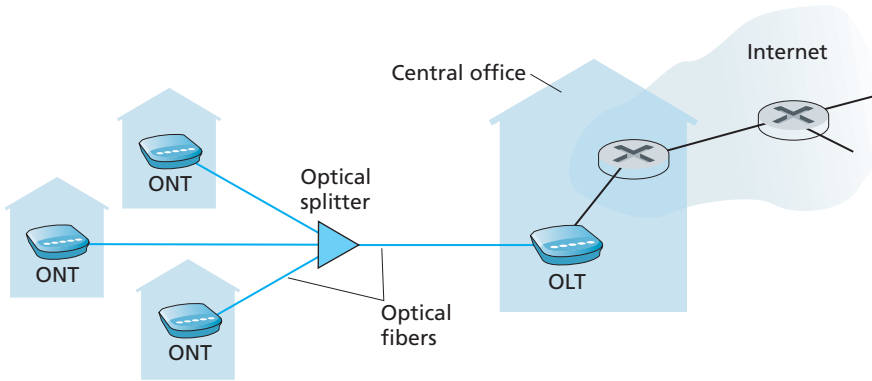 Internet
Central office
ONT
Optical
splitter
ONT
OLT
Optical
fibers
ONT